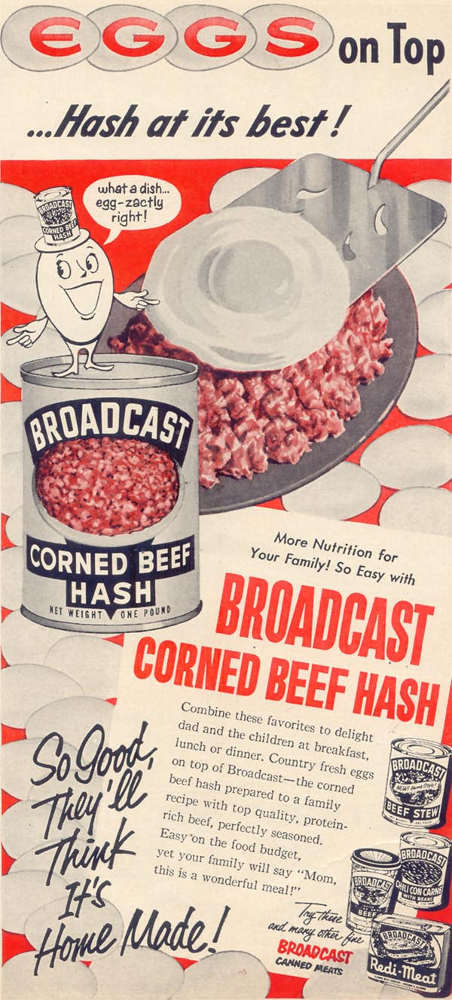 EGGS on Top
...Hash at its best!
what a dish...
egg-zactly
right!
BROADCAST
CORNED BEEF
HASH
BROADCAST
CORNED BEEF
HASH
NET WEIGHT ONE POUND
More Nutrition for
Your Family! So Easy with
BROADCAST
CORNED BEEF HASH
Combine these favorites to delight
dad and the children at breakfast,
lunch or dinner. Country fresh eggs
on top of Broadcast—the corned
beef hash prepared to a family
recipe with top quality, protein-
rich beef, perfectly seasoned.
Easy on the food budget,
yet your family will say “Mom,
this is a wonderful meal!”
So Good,
They'll
Think
It's
Home Made!
BROADCAST
NEW! Home Style!
BEEF STEW
BROADCAST
CHILI CON CARNE
WITH BEANS
BROADCAST
BEEF
BROADCAST
Redi-Meat
Try these
and many other fine
BROADCAST
CANNED MEATS